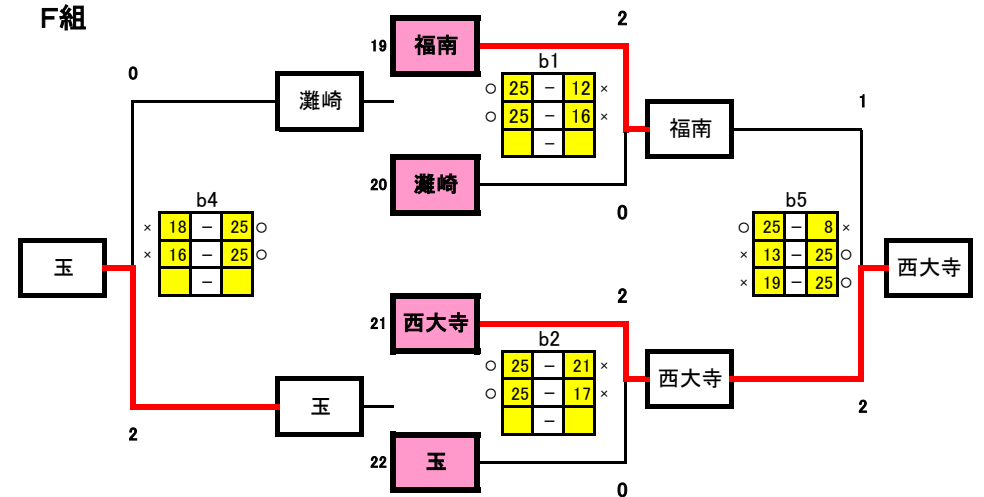 F組
19 福南 2
b1
○ 25 － 12 ×
○ 25 － 16 ×
－
20 灘崎 0
0 灘崎
福南 1
b4
× 18 － 25 ○
× 16 － 25 ○
－
玉
b5
○ 25 － 8 ×
× 13 － 25 ○
× 19 － 25 ○
西大寺
21 西大寺 2
b2
○ 25 － 21 ×
○ 25 － 17 ×
－
22 玉 0
2 玉
西大寺 2